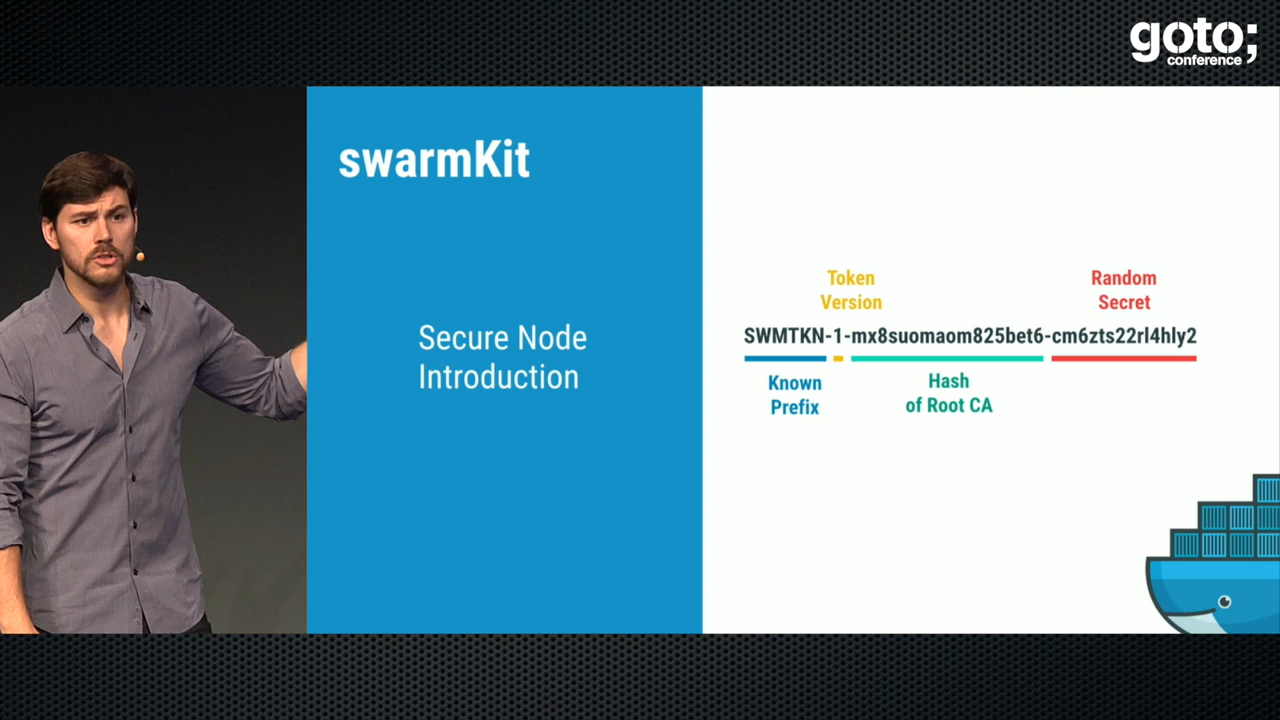 goto;
conference
swarmKit
Secure Node
Introduction
Token
Version
Random
Secret
SWMTKN-1-mx8suomaom825bet6-cm6zts22rl4hly2
Known
Prefix
Hash
of Root CA